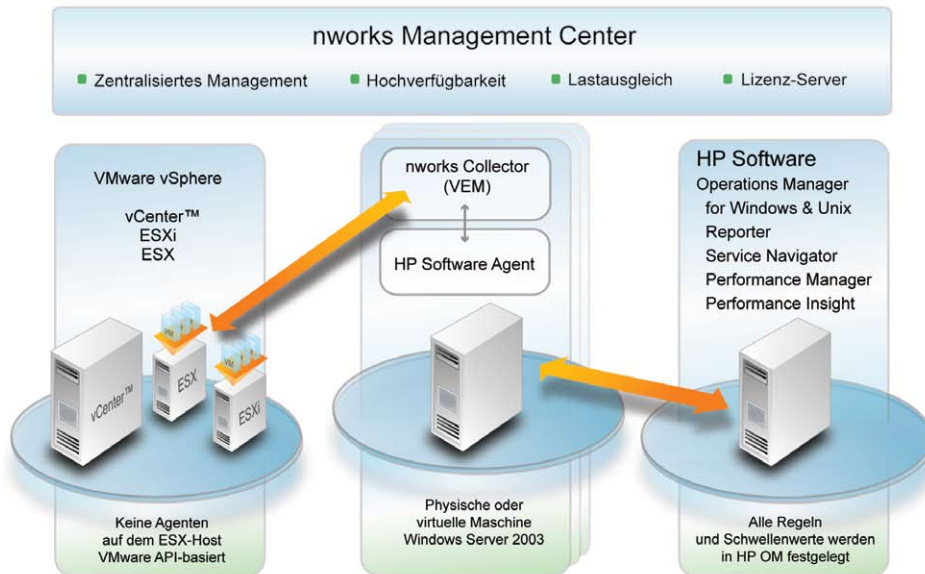 nworks Management Center
Zentralisiertes Management
Hochverfügbarkeit
Lastausgleich
Lizenz-Server
VMware vSphere
vCenter™
ESXi
ESX
vCenter™
VM
ESX
VM
ESXi
Keine Agenten
auf dem ESX-Host
VMware API-basiert
nworks Collector
(VEM)
HP Software Agent
Physische oder
virtuelle Maschine
Windows Server 2003
HP Software
Operations Manager
for Windows & Unix
Reporter
Service Navigator
Performance Manager
Performance Insight
Alle Regeln
und Schwellenwerte werden
in HP OM festgelegt